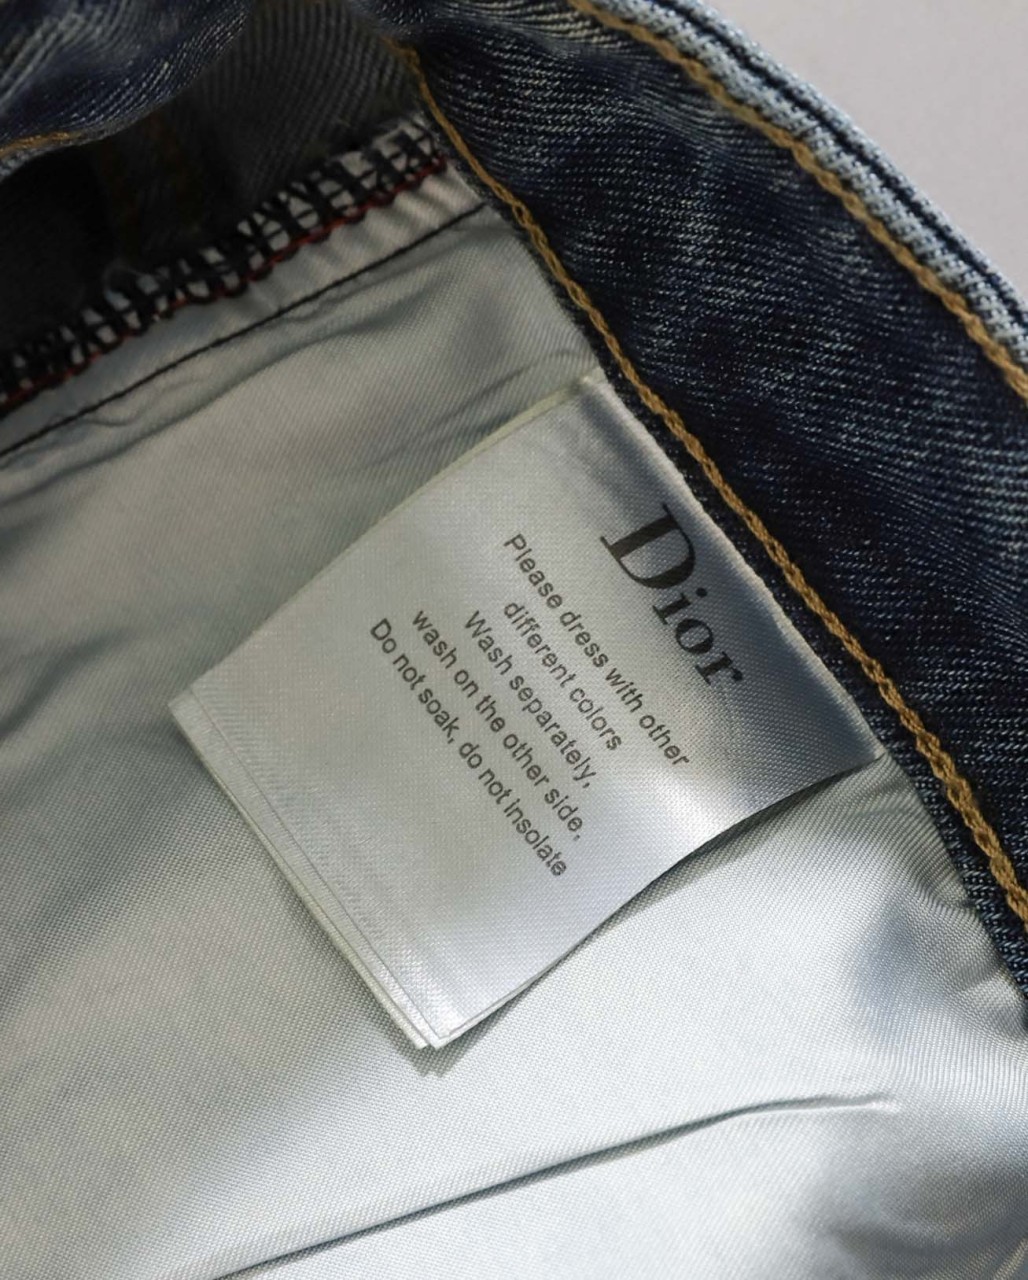 Dior
Please dress with other
different colors
Wash separately,
wash on the other side,
Do not soak, do not insolate